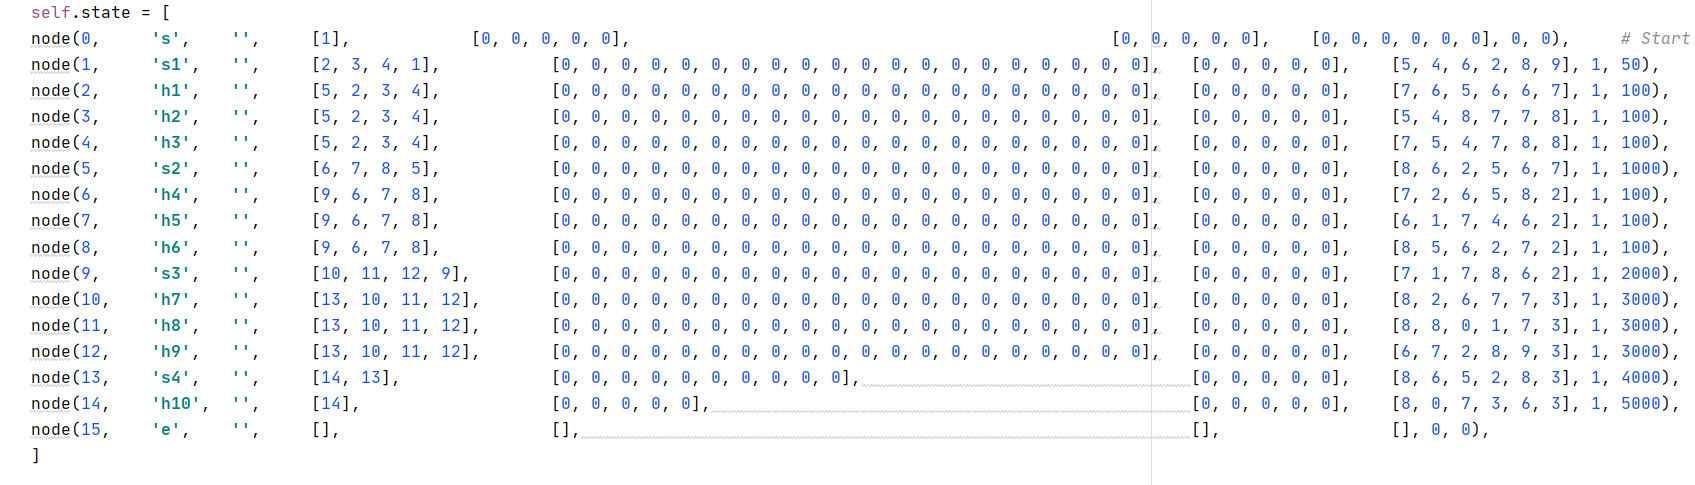 self.state = [
node(0,     's',    '',     [1],            [0, 0, 0, 0, 0],                                                [0, 0, 0, 0, 0],    [0, 0, 0, 0, 0, 0], 0, 0),     # Start
node(1,     's1',   '',     [2, 3, 4, 1],           [0, 0, 0, 0, 0, 0, 0, 0, 0, 0, 0, 0, 0, 0, 0, 0, 0, 0, 0, 0],   [0, 0, 0, 0, 0],    [5, 4, 6, 2, 8, 9], 1, 50),
node(2,     'h1',   '',     [5, 2, 3, 4],           [0, 0, 0, 0, 0, 0, 0, 0, 0, 0, 0, 0, 0, 0, 0, 0, 0, 0, 0, 0],   [0, 0, 0, 0, 0],    [7, 6, 5, 6, 6, 7], 1, 100),
node(3,     'h2',   '',     [5, 2, 3, 4],           [0, 0, 0, 0, 0, 0, 0, 0, 0, 0, 0, 0, 0, 0, 0, 0, 0, 0, 0, 0],   [0, 0, 0, 0, 0],    [5, 4, 8, 7, 7, 8], 1, 100),
node(4,     'h3',   '',     [5, 2, 3, 4],           [0, 0, 0, 0, 0, 0, 0, 0, 0, 0, 0, 0, 0, 0, 0, 0, 0, 0, 0, 0],   [0, 0, 0, 0, 0],    [7, 5, 4, 7, 8, 8], 1, 100),
node(5,     's2',   '',     [6, 7, 8, 5],           [0, 0, 0, 0, 0, 0, 0, 0, 0, 0, 0, 0, 0, 0, 0, 0, 0, 0, 0, 0],   [0, 0, 0, 0, 0],    [8, 6, 2, 5, 6, 7], 1, 1000),
node(6,     'h4',   '',     [9, 6, 7, 8],           [0, 0, 0, 0, 0, 0, 0, 0, 0, 0, 0, 0, 0, 0, 0, 0, 0, 0, 0, 0],   [0, 0, 0, 0, 0],    [7, 2, 6, 5, 8, 2], 1, 100),
node(7,     'h5',   '',     [9, 6, 7, 8],           [0, 0, 0, 0, 0, 0, 0, 0, 0, 0, 0, 0, 0, 0, 0, 0, 0, 0, 0, 0],   [0, 0, 0, 0, 0],    [6, 1, 7, 4, 6, 2], 1, 100),
node(8,     'h6',   '',     [9, 6, 7, 8],           [0, 0, 0, 0, 0, 0, 0, 0, 0, 0, 0, 0, 0, 0, 0, 0, 0, 0, 0, 0],   [0, 0, 0, 0, 0],    [8, 5, 6, 2, 7, 2], 1, 100),
node(9,     's3',   '',     [10, 11, 12, 9],        [0, 0, 0, 0, 0, 0, 0, 0, 0, 0, 0, 0, 0, 0, 0, 0, 0, 0, 0, 0],   [0, 0, 0, 0, 0],    [7, 1, 7, 8, 6, 2], 1, 2000),
node(10,    'h7',   '',     [13, 10, 11, 12],       [0, 0, 0, 0, 0, 0, 0, 0, 0, 0, 0, 0, 0, 0, 0, 0, 0, 0, 0, 0],   [0, 0, 0, 0, 0],    [8, 2, 6, 7, 7, 3], 1, 3000),
node(11,    'h8',   '',     [13, 10, 11, 12],       [0, 0, 0, 0, 0, 0, 0, 0, 0, 0, 0, 0, 0, 0, 0, 0, 0, 0, 0, 0],   [0, 0, 0, 0, 0],    [8, 8, 0, 1, 7, 3], 1, 3000),
node(12,    'h9',   '',     [13, 10, 11, 12],       [0, 0, 0, 0, 0, 0, 0, 0, 0, 0, 0, 0, 0, 0, 0, 0, 0, 0, 0, 0],   [0, 0, 0, 0, 0],    [6, 7, 2, 8, 9, 3], 1, 3000),
node(13,    's4',   '',     [14, 13],               [0, 0, 0, 0, 0, 0, 0, 0, 0, 0],                                 [0, 0, 0, 0, 0],    [8, 6, 5, 2, 8, 3], 1, 4000),
node(14,    'h10',  '',     [14],                   [0, 0, 0, 0, 0],                                                [0, 0, 0, 0, 0],    [8, 0, 7, 3, 6, 3], 1, 5000),
node(15,    'e',    '',     [],                     [],                                                             [],                 [], 0, 0),
]